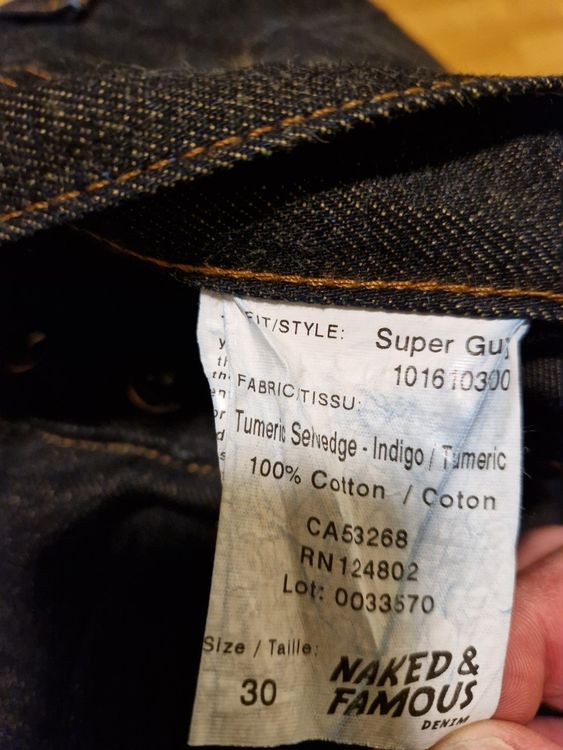 FIT/STYLE: Super Guy
101610300
FABRIC/TISSU:
Tumeric Selvedge - Indigo / Tumeric
100% Cotton / Coton
CA53268
RN124802
Lot: 0033570
Size / Taille:
30
NAKED &
FAMOUS
DENIM